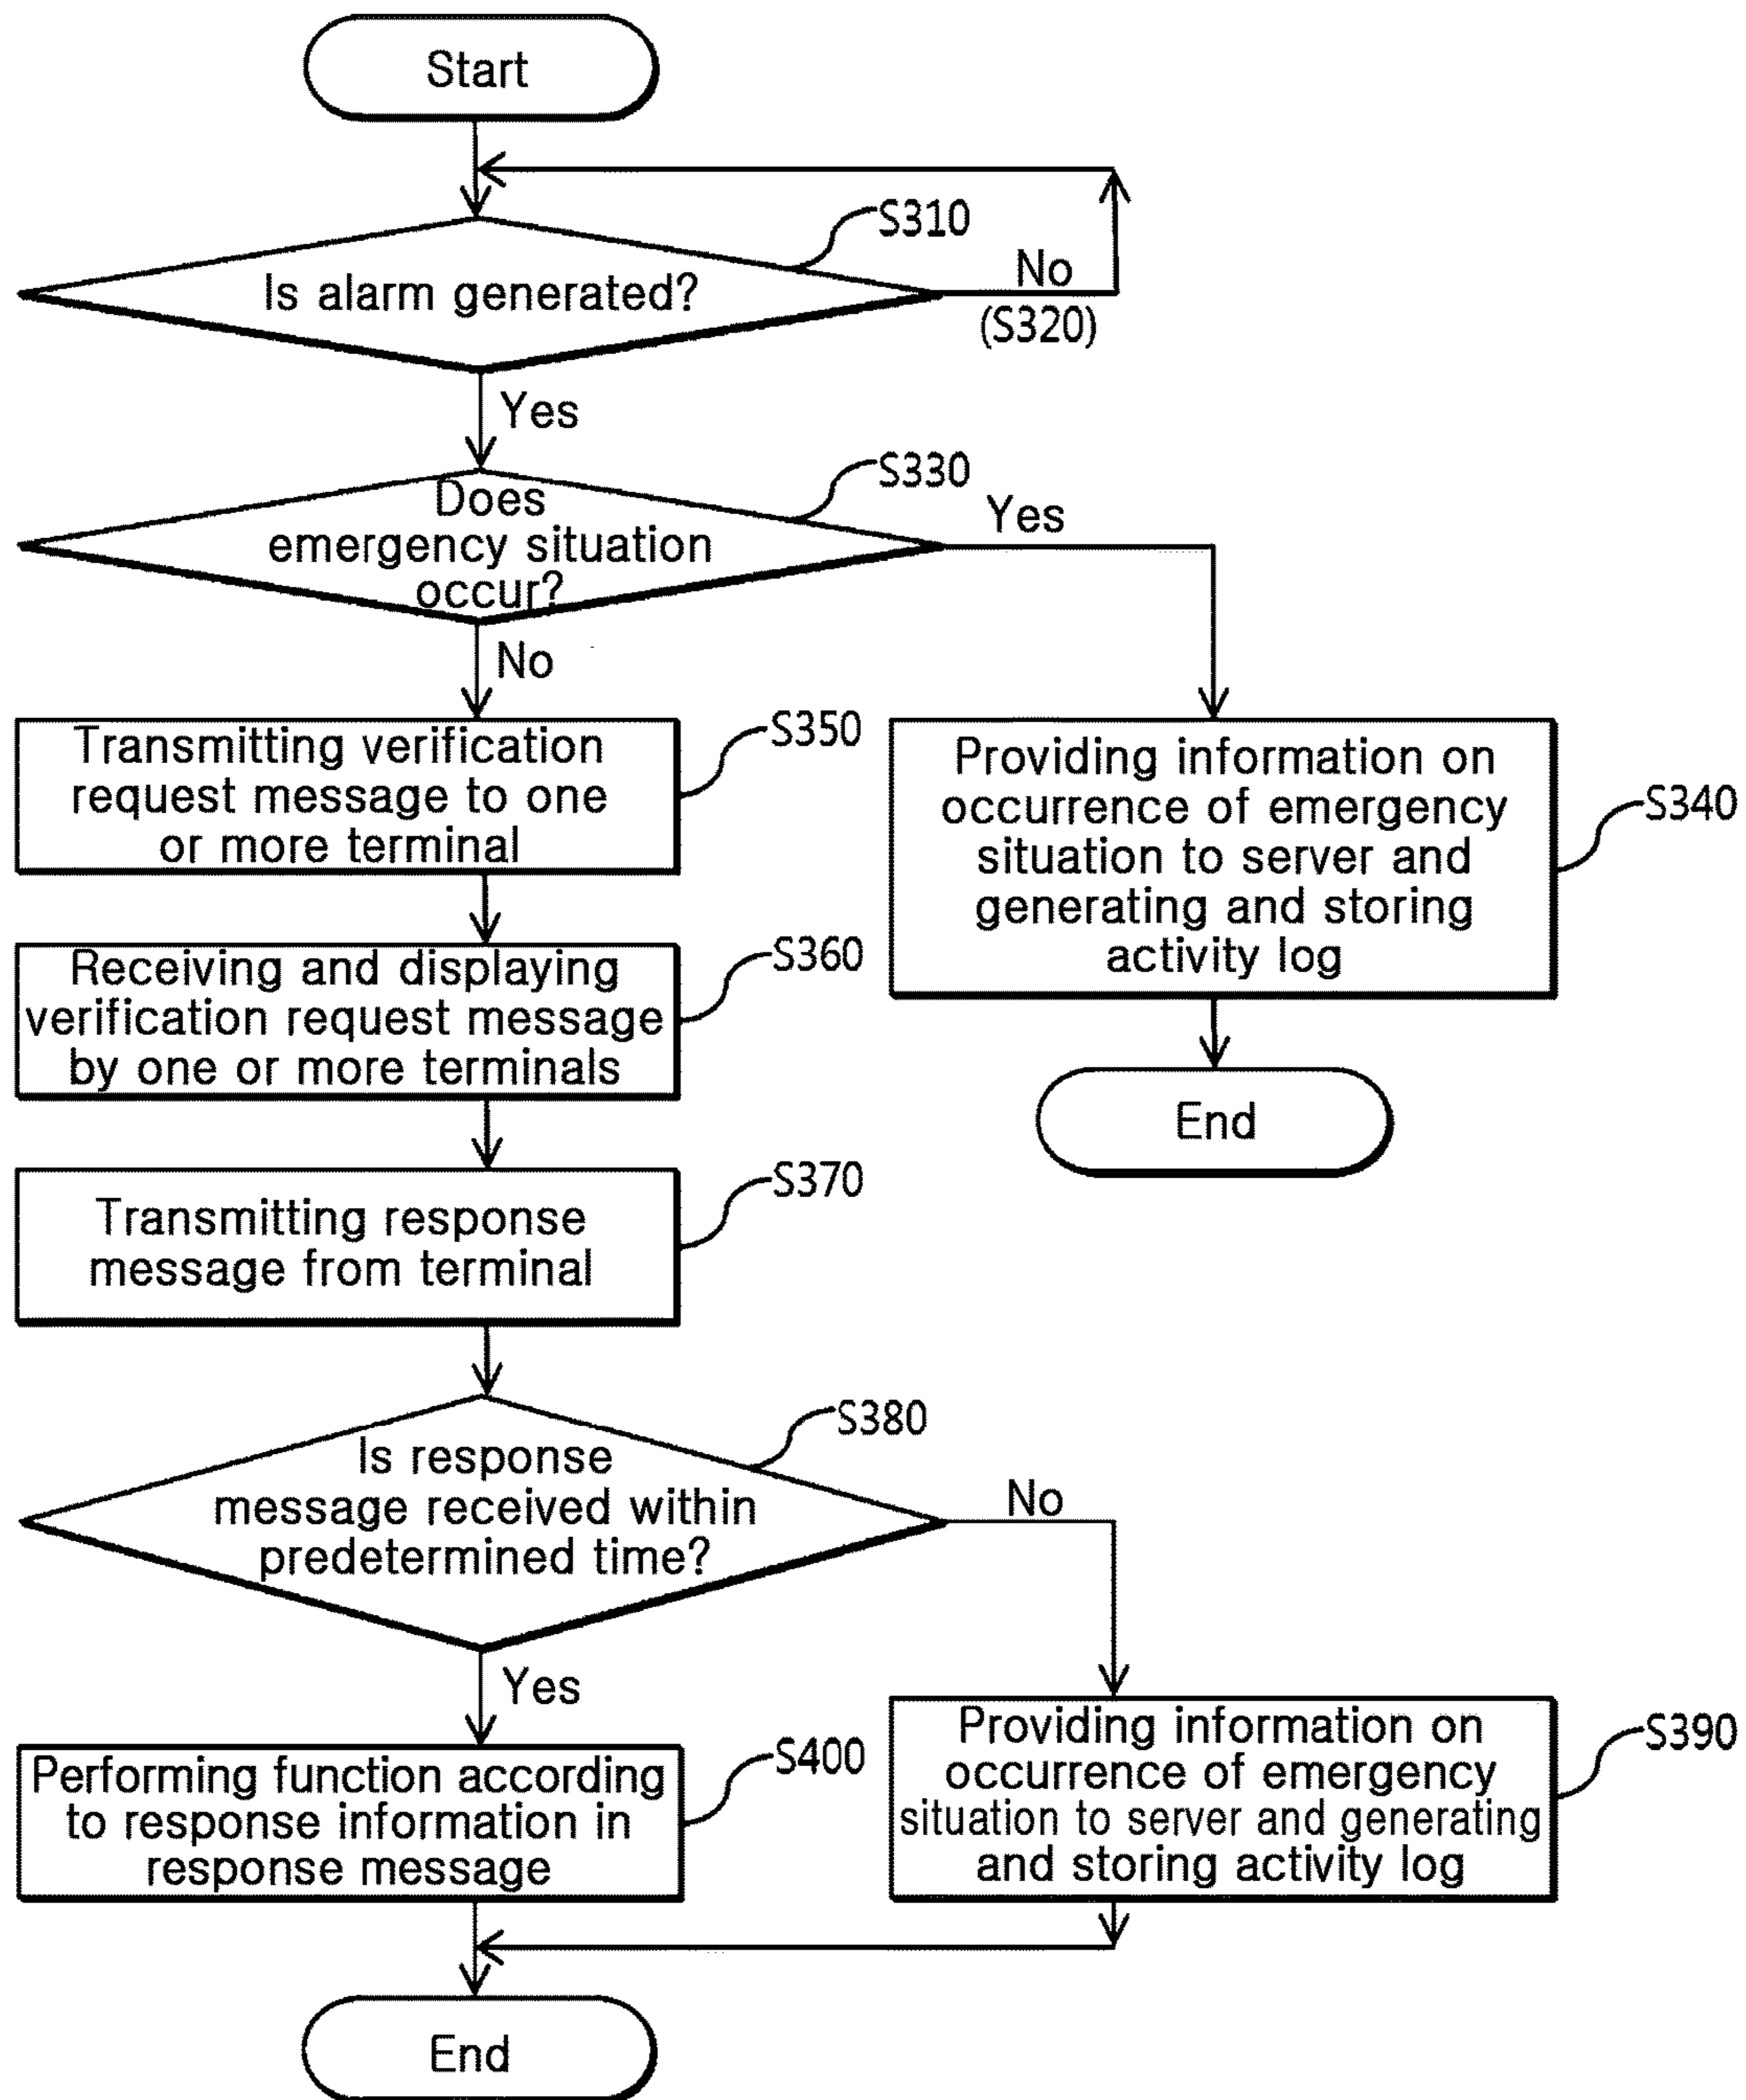 Start
S310
Is alarm generated?
No
(S320)
Yes
S330
Does
emergency situation
occur?
Yes
No
Transmitting verification
request message to one
or more terminal
S350
Providing information on
occurrence of emergency
situation to server and
generating and storing
activity log
S340
Receiving and displaying
verification request message
by one or more terminals
S360
End
Transmitting response
message from terminal
S370
S380
Is response
message received within
predetermined time?
No
Yes
Performing function according
to response information in
response message
S400
Providing information on
occurrence of emergency
situation to server and generating
and storing activity log
S390
End